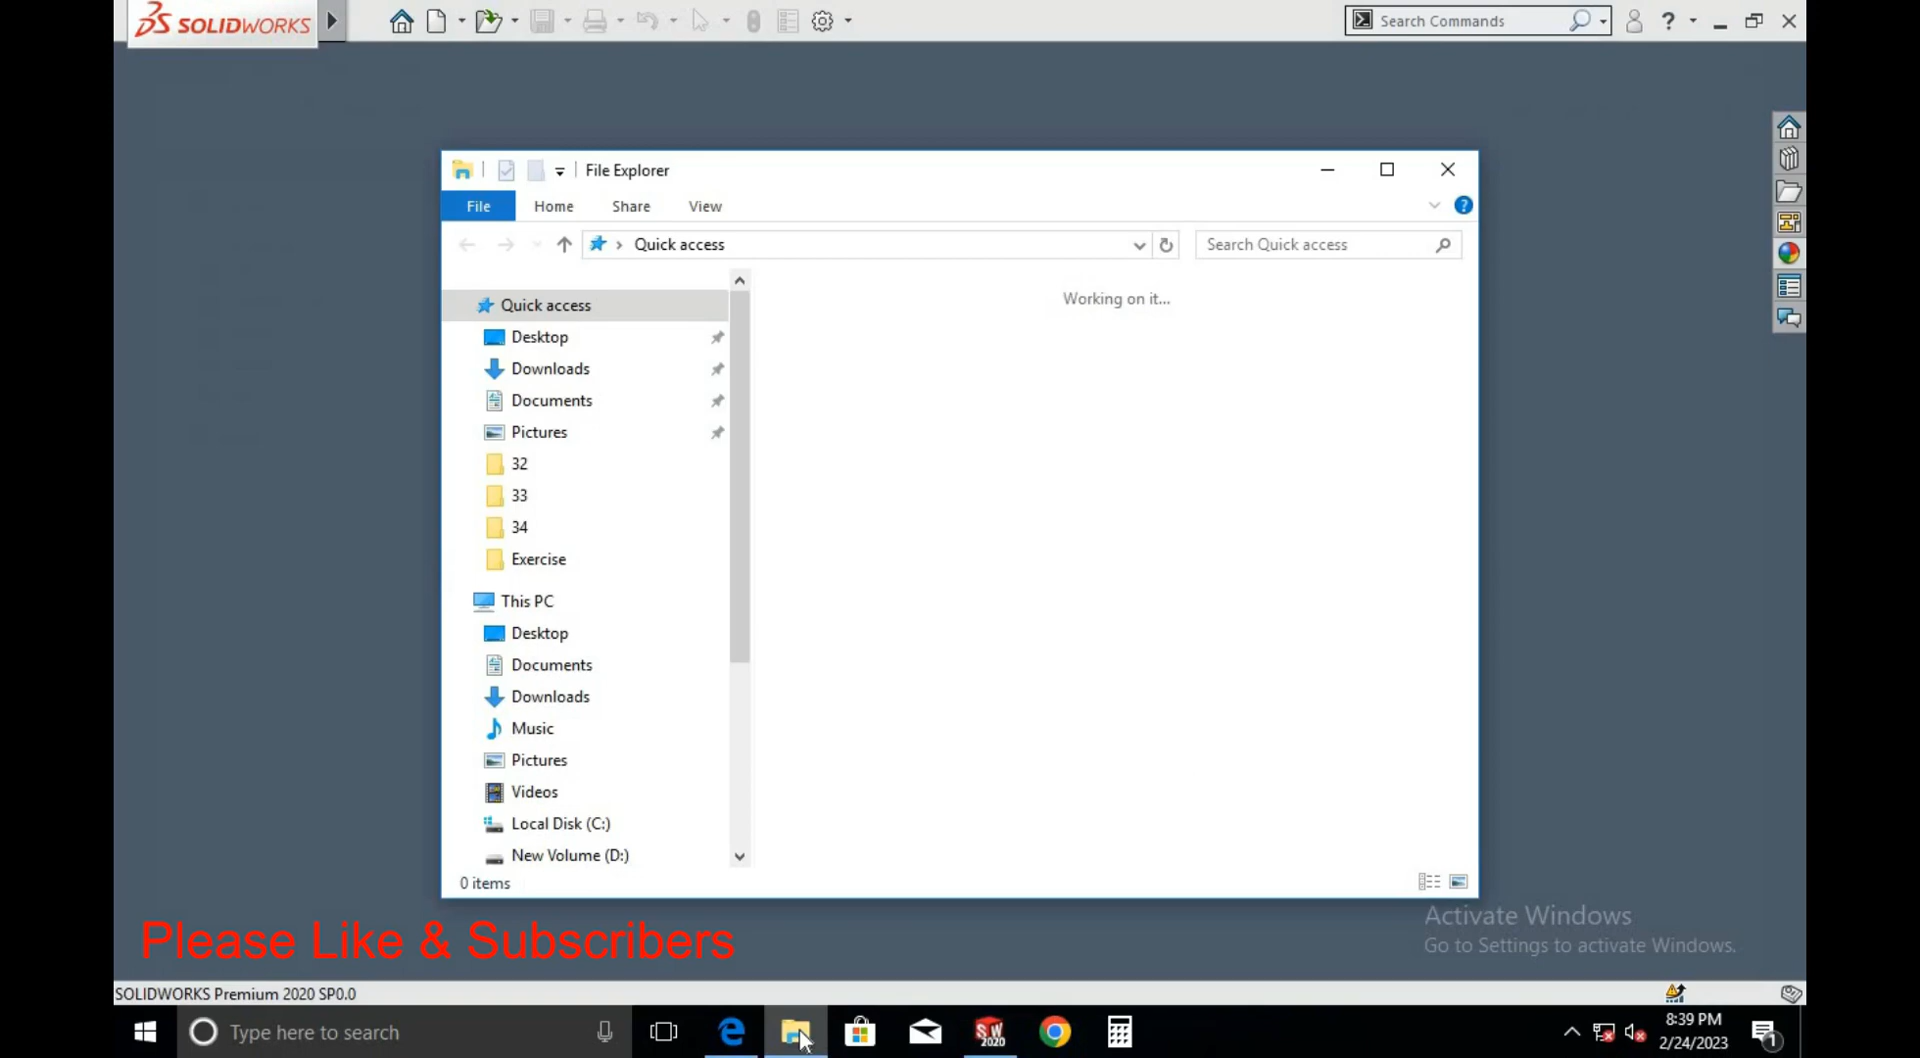 SOLIDWORKS
Search Commands
File Explorer
File
Home
Share
View
Quick access
Search Quick access
Working on it...
Quick access
Desktop
Downloads
Documents
Pictures
32
33
34
Exercise
This PC
Desktop
Documents
Downloads
Music
Pictures
Videos
Local Disk (C:)
New Volume (D:)
0 items
Activate Windows
Go to Settings to activate Windows.
Please Like & Subscribers
SOLIDWORKS Premium 2020 SP0.0
Type here to search
SW
2020
8:39 PM
2/24/2023
1